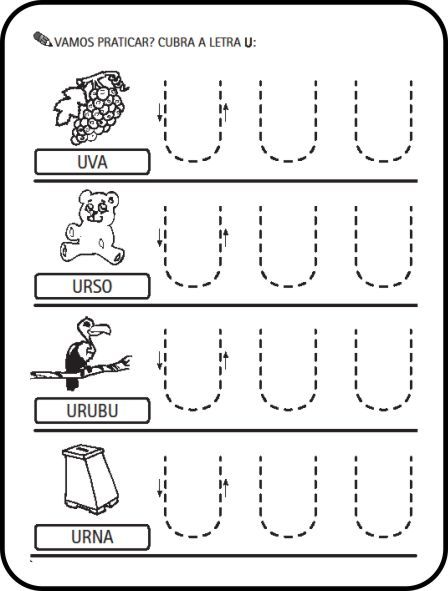 VAMOS PRATICAR? CUBRA A LETRA U:
UVA
URSO
URUBU
URNA